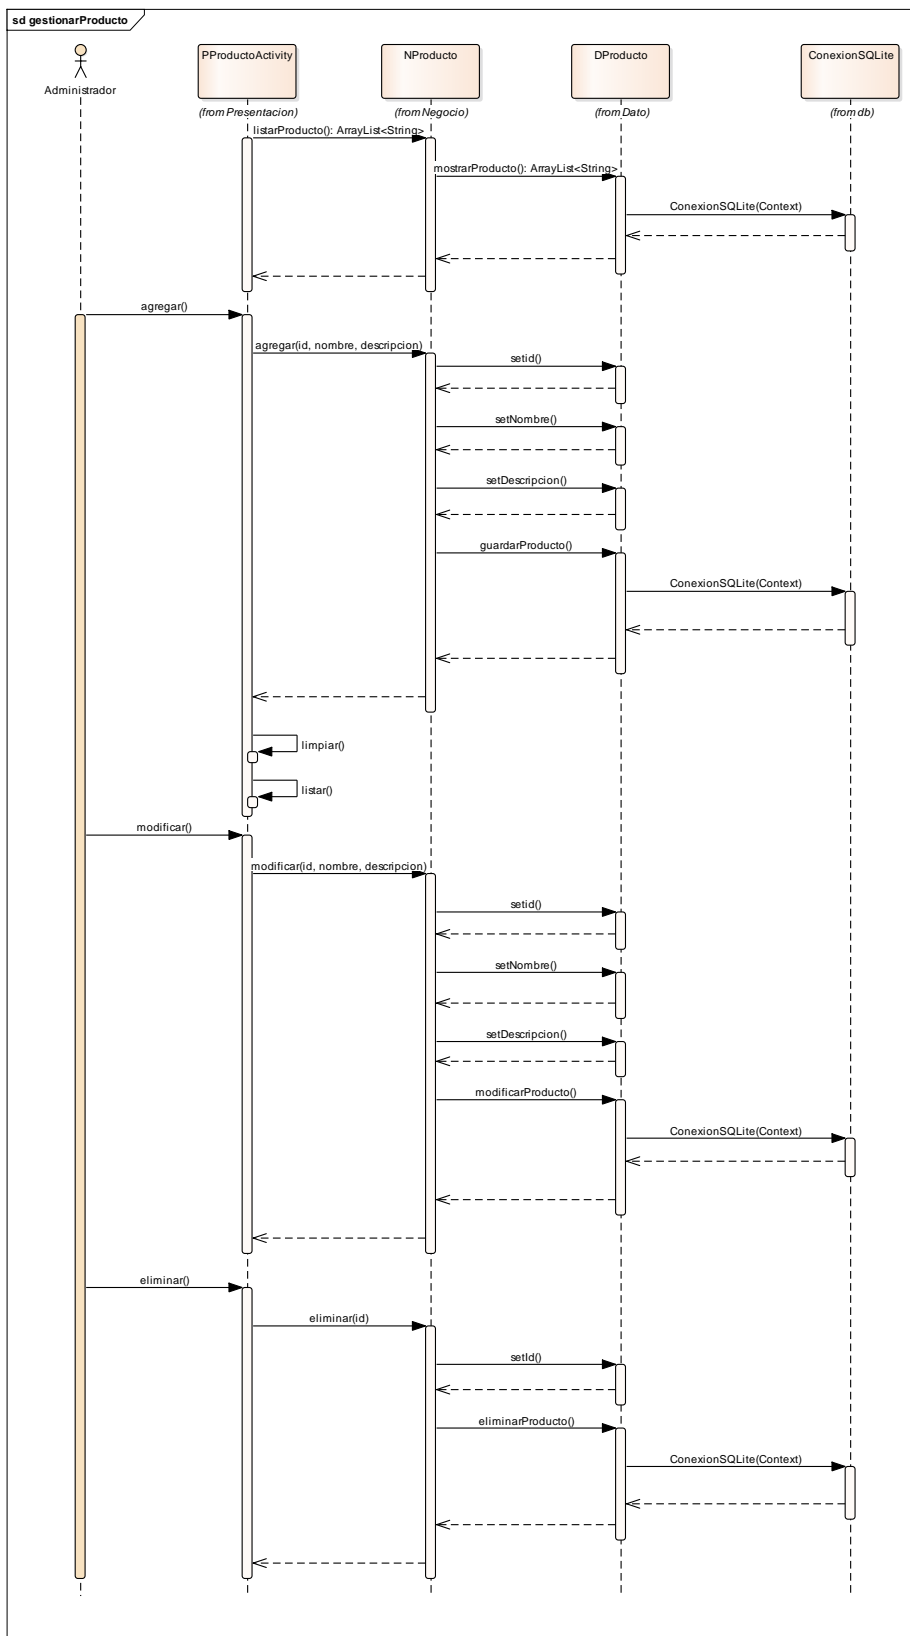 sd gestionarProducto
PProductoActivity
NProducto
DProducto
ConexionSQLite
Administrador
(from Presentacion)
(from Negocio)
(from Dato)
(from db)
listarProducto(): ArrayList<String>
mostrarProducto(): ArrayList<String>
ConexionSQLite(Context)
agregar()
agregar(id, nombre, descripcion)
setid()
setNombre()
setDescripcion()
guardarProducto()
ConexionSQLite(Context)
limpiar()
listar()
modificar()
modificar(id, nombre, descripcion)
setid()
setNombre()
setDescripcion()
modificarProducto()
ConexionSQLite(Context)
eliminar()
eliminar(id)
setId()
eliminarProducto()
ConexionSQLite(Context)